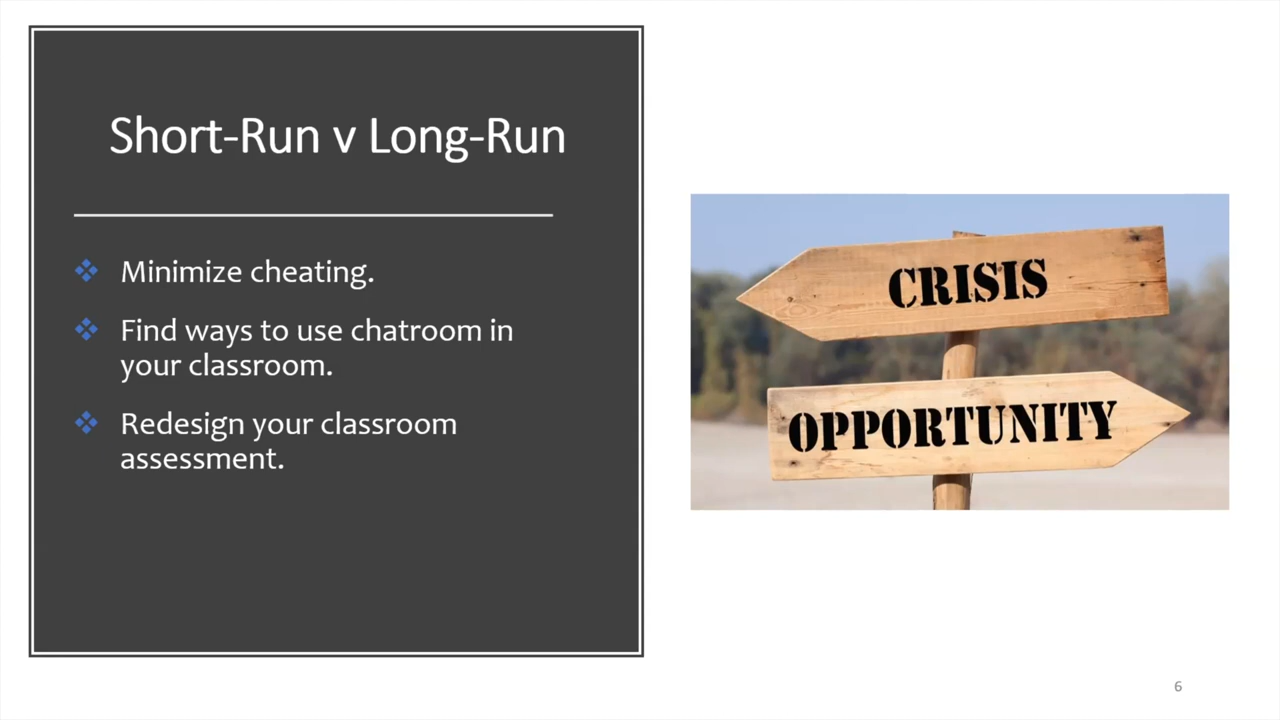 Short-Run v Long-Run
Minimize cheating.
Find ways to use chatroom in
your classroom.
Redesign your classroom
assessment.
CRISIS
OPPORTUNITY
6